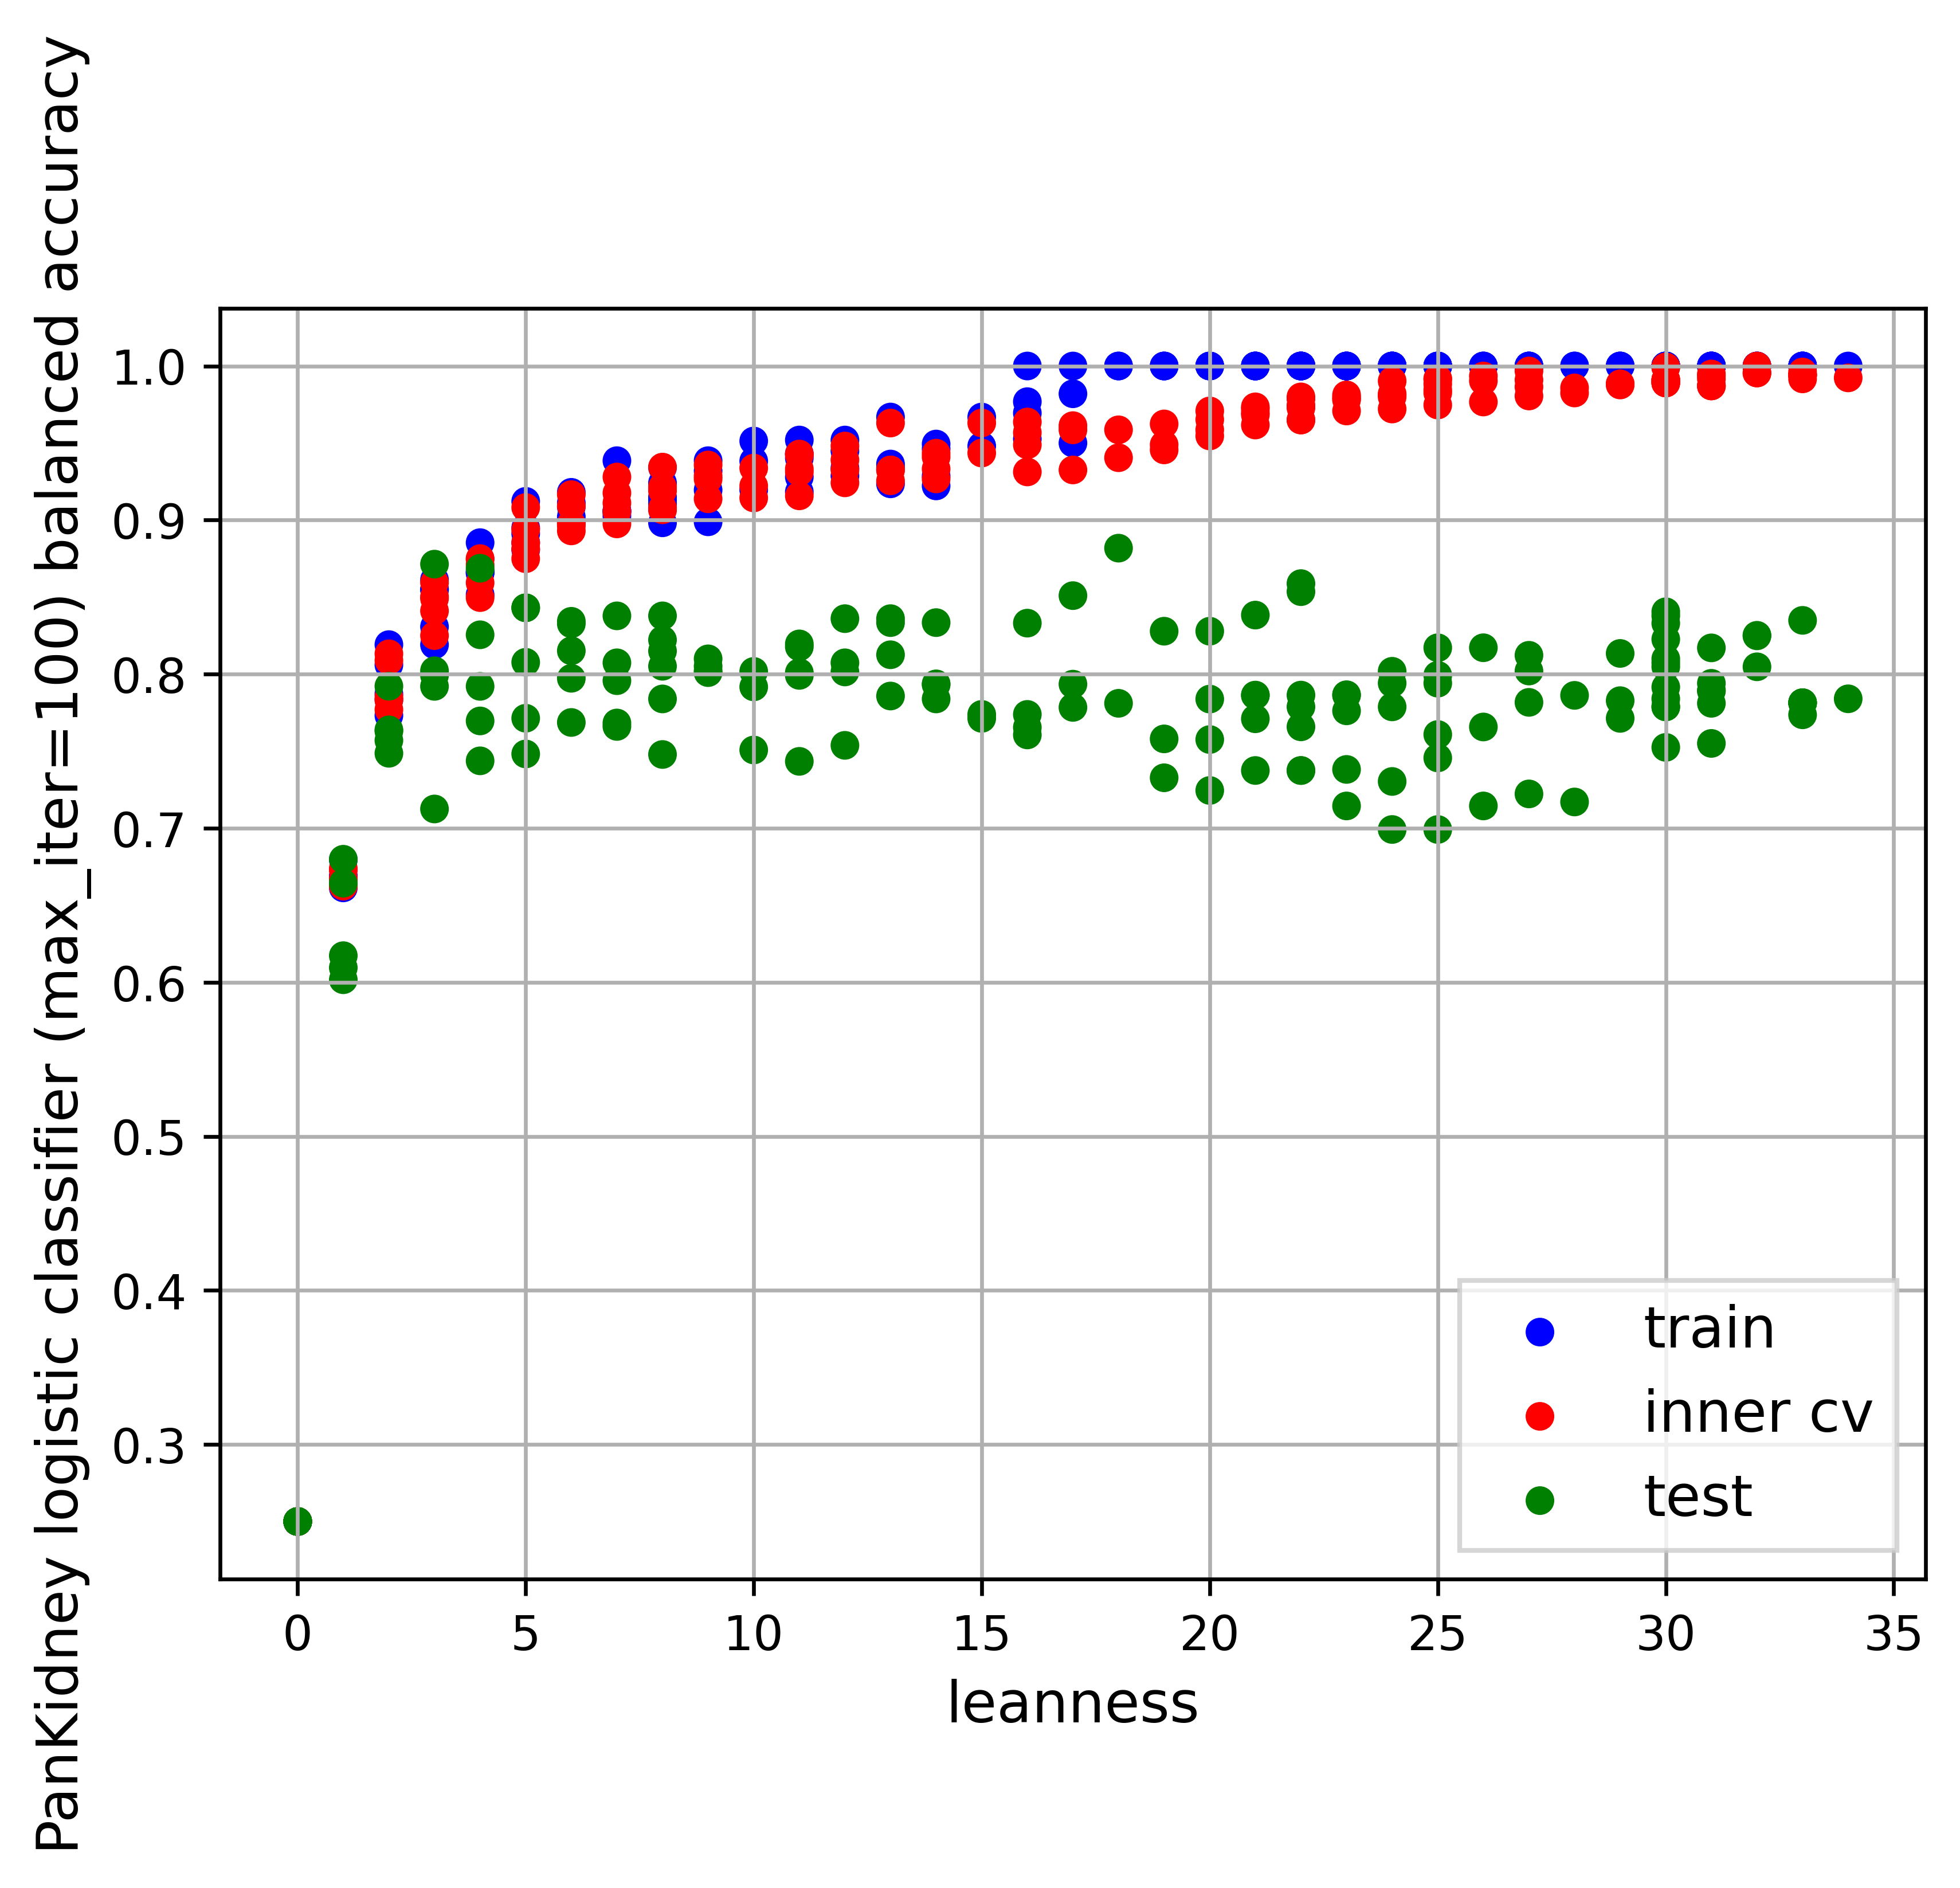 PanKidney logistic classifier (max_iter=100) balanced accuracy
1.0
0.9
0.8
0.7
0.6
0.5
0.4
0.3
train
inner cv
test
0 5 10 15 20 25 30 35
leanness